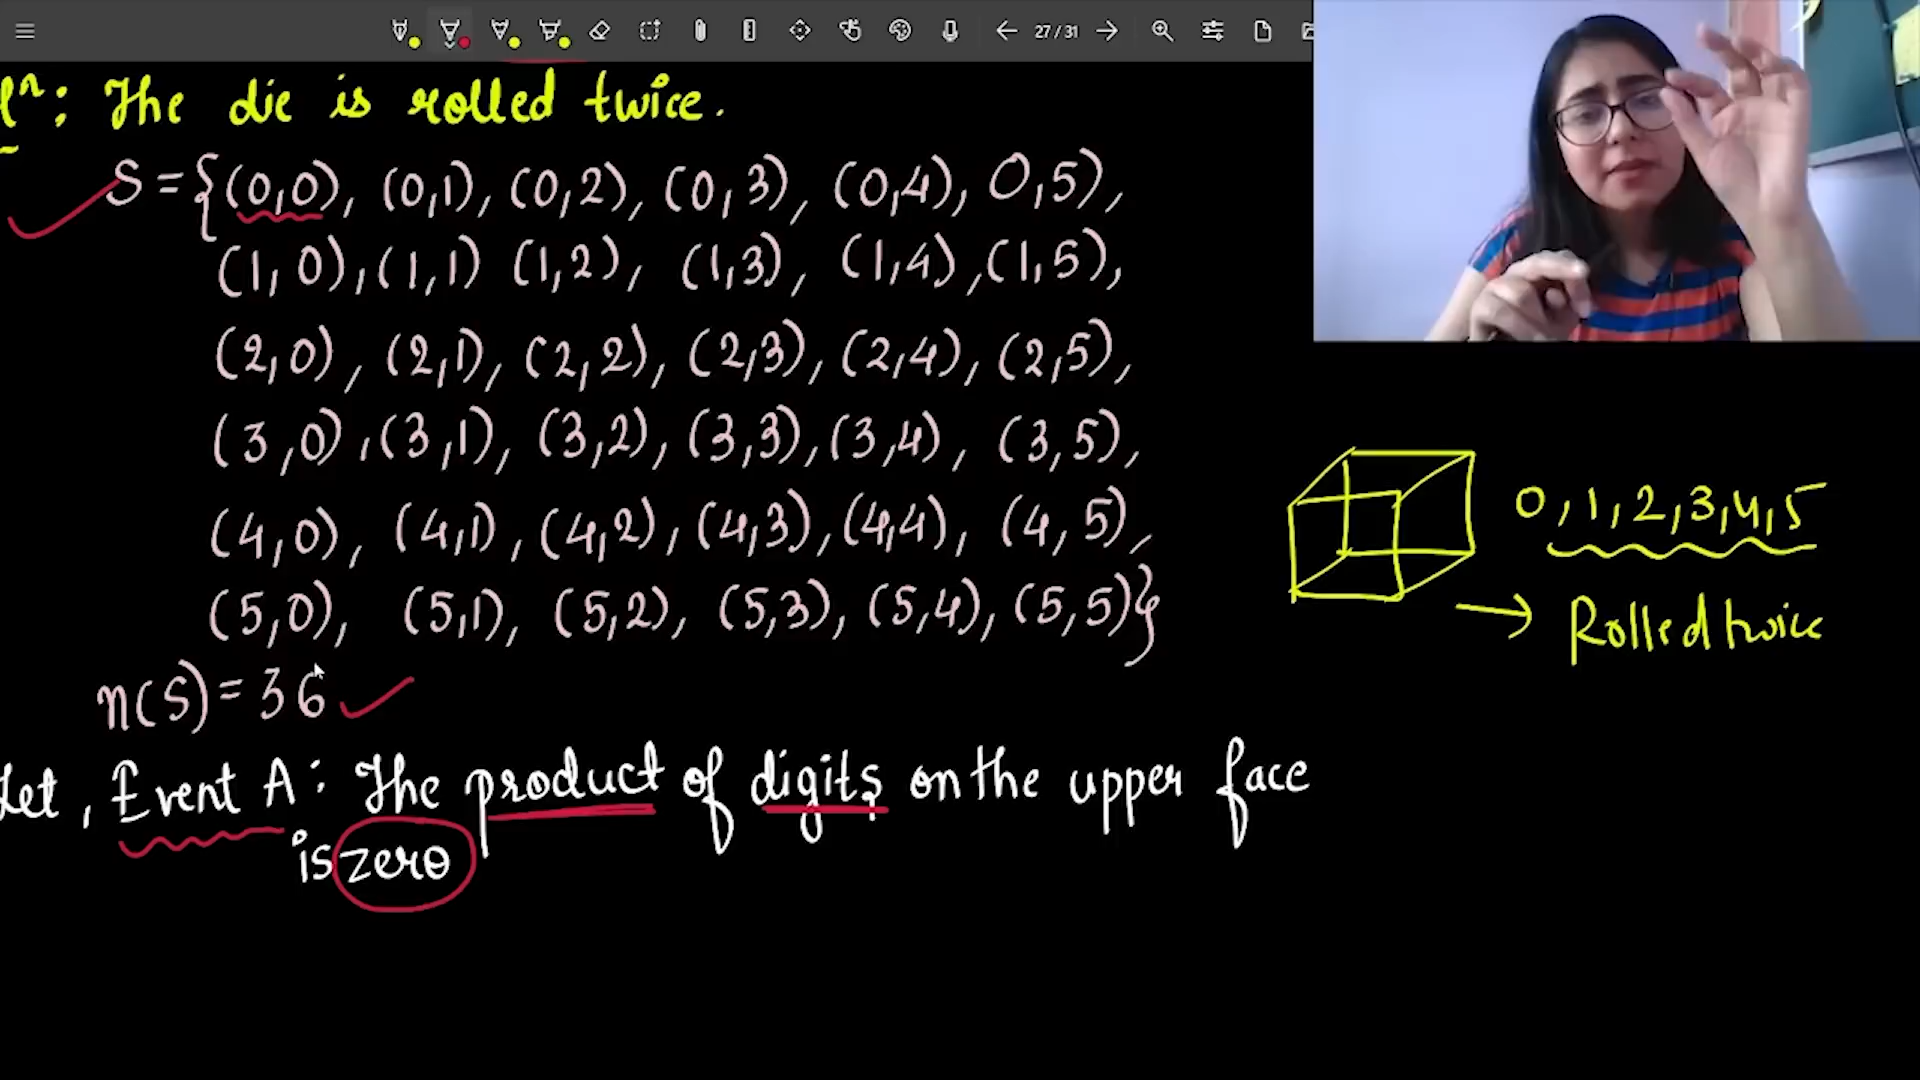 27 / 31
lⁿ: The die is rolled twice.
S = {(0,0), (0,1), (0,2), (0,3), (0,4), 0,5),
(1,0), (1,1) (1,2), (1,3), (1,4), (1,5),
(2,0), (2,1), (2,2), (2,3), (2,4), (2,5),
(3,0), (3,1), (3,2), (3,3), (3,4), (3,5),
(4,0), (4,1), (4,2), (4,3), (4,4), (4,5),
(5,0), (5,1), (5,2), (5,3), (5,4), (5,5)}
n(S) = 36
Let, Event A: The product of digits on the upper face
is zero
0,1,2,3,4,5
→ Rolled twice